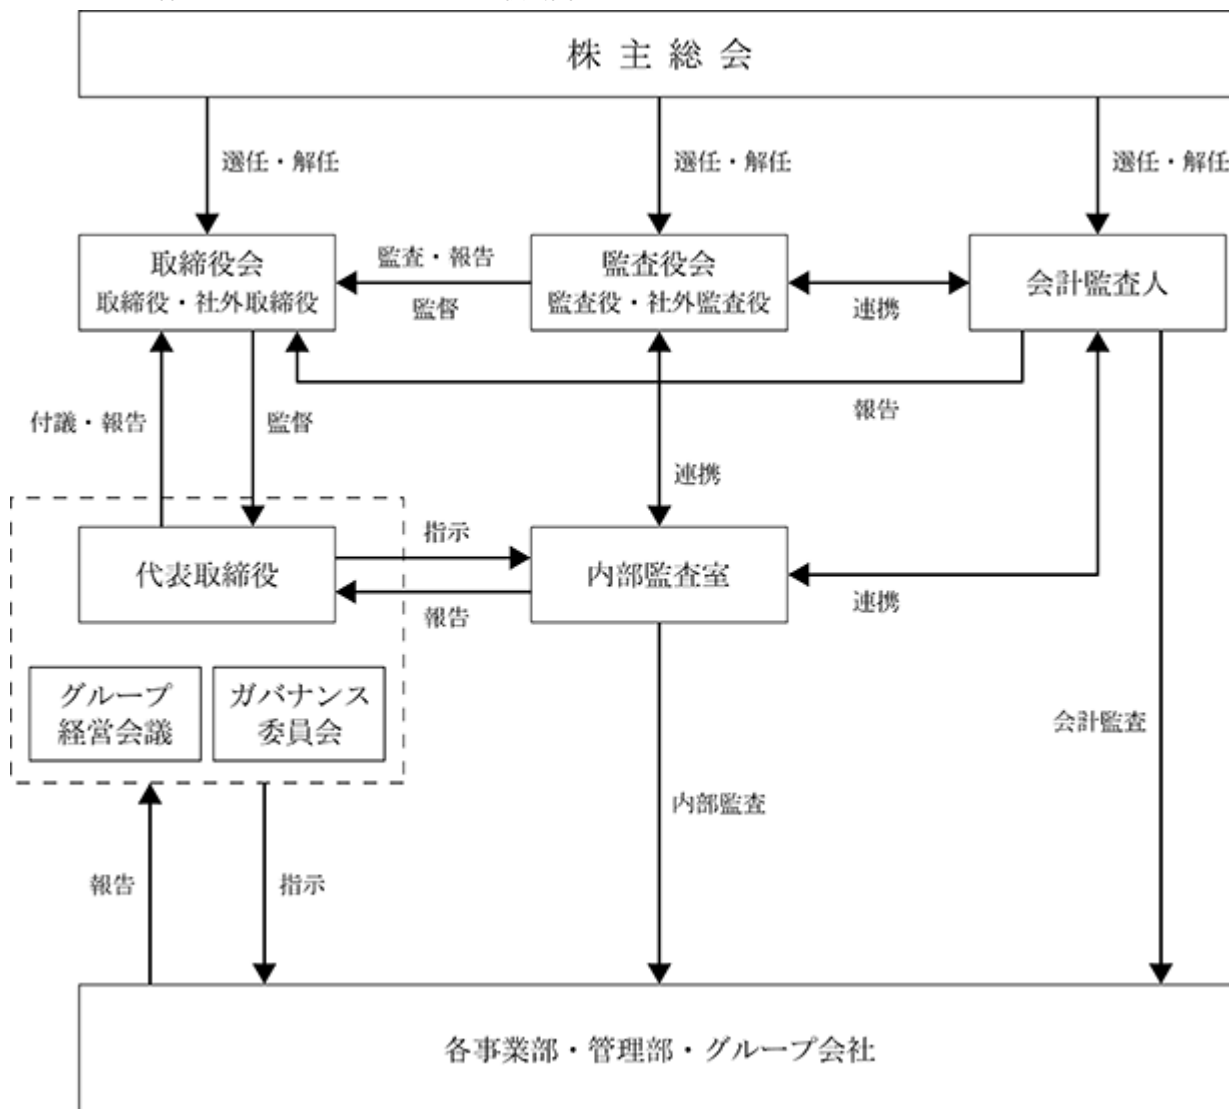 株主総会
選任・解任
選任・解任
選任・解任
取締役会
取締役・社外取締役
監査・報告
監督
監査役会
監査役・社外監査役
連携
会計監査人
付議・報告
監督
報告
連携
代表取締役
指示
報告
内部監査室
連携
グループ
経営会議
ガバナンス
委員会
会計監査
内部監査
報告
指示
各事業部・管理部・グループ会社